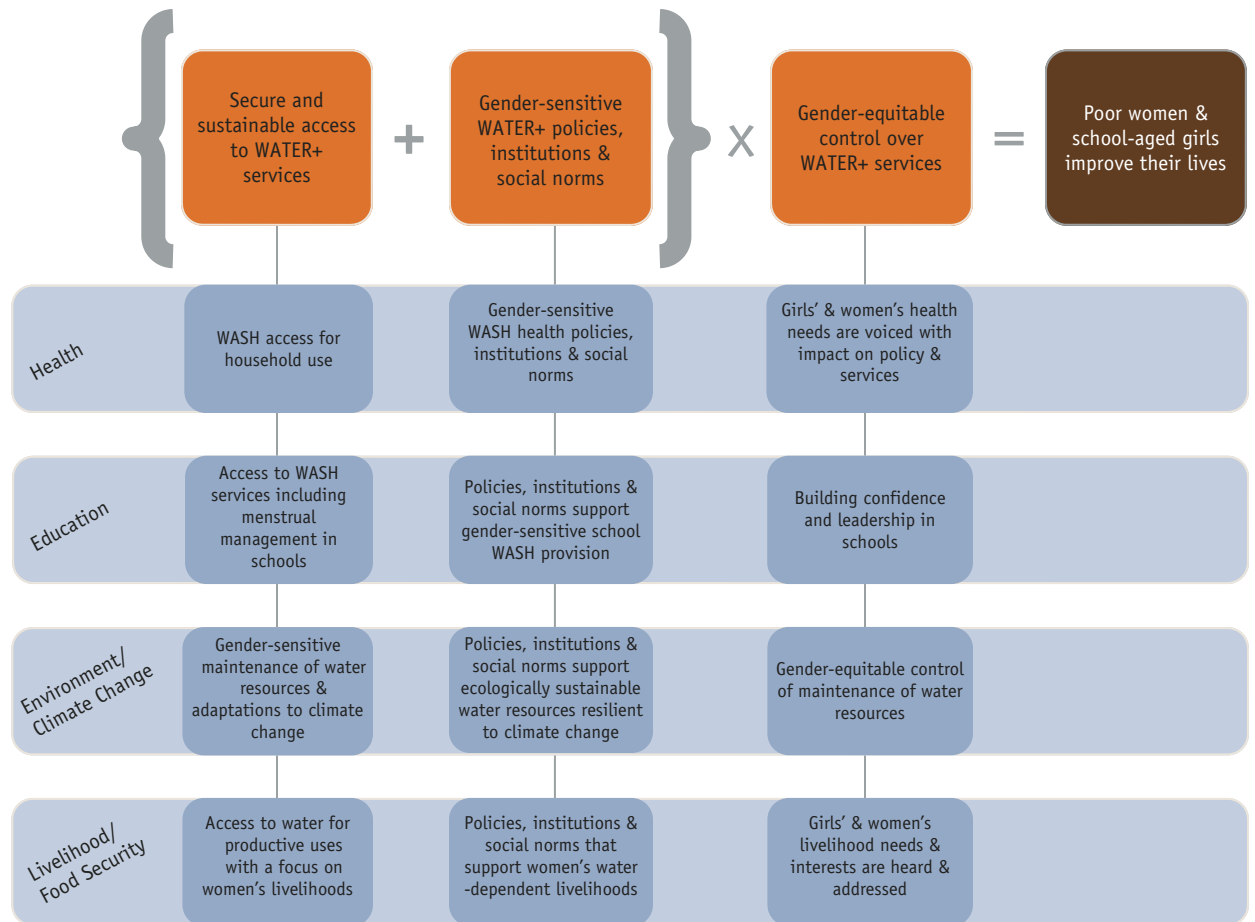 {
Secure and
sustainable access
to WATER+
services
+
Gender-sensitive
WATER+ policies,
institutions &
social norms
}
X
Gender-equitable
control over
WATER+ services
=
Poor women &
school-aged girls
improve their lives
Health
WASH access for
household use
Gender-sensitive
WASH health policies,
institutions & social
norms
Girls’ & women’s health
needs are voiced with
impact on policy &
services
Education
Access to WASH
services including
menstrual
management in
schools
Policies, institutions &
social norms support
gender-sensitive school
WASH provision
Building confidence
and leadership in
schools
Environment/
Climate Change
Gender-sensitive
maintenance of water
resources &
adaptations to climate
change
Policies, institutions &
social norms support
ecologically sustainable
water resources resilient
to climate change
Gender-equitable control
of maintenance of water
resources
Livelihood/
Food Security
Access to water for
productive uses
with a focus on
women’s livelihoods
Policies, institutions &
social norms that
support women’s water
-dependent livelihoods
Girls’ & women’s
livelihood needs &
interests are heard &
addressed